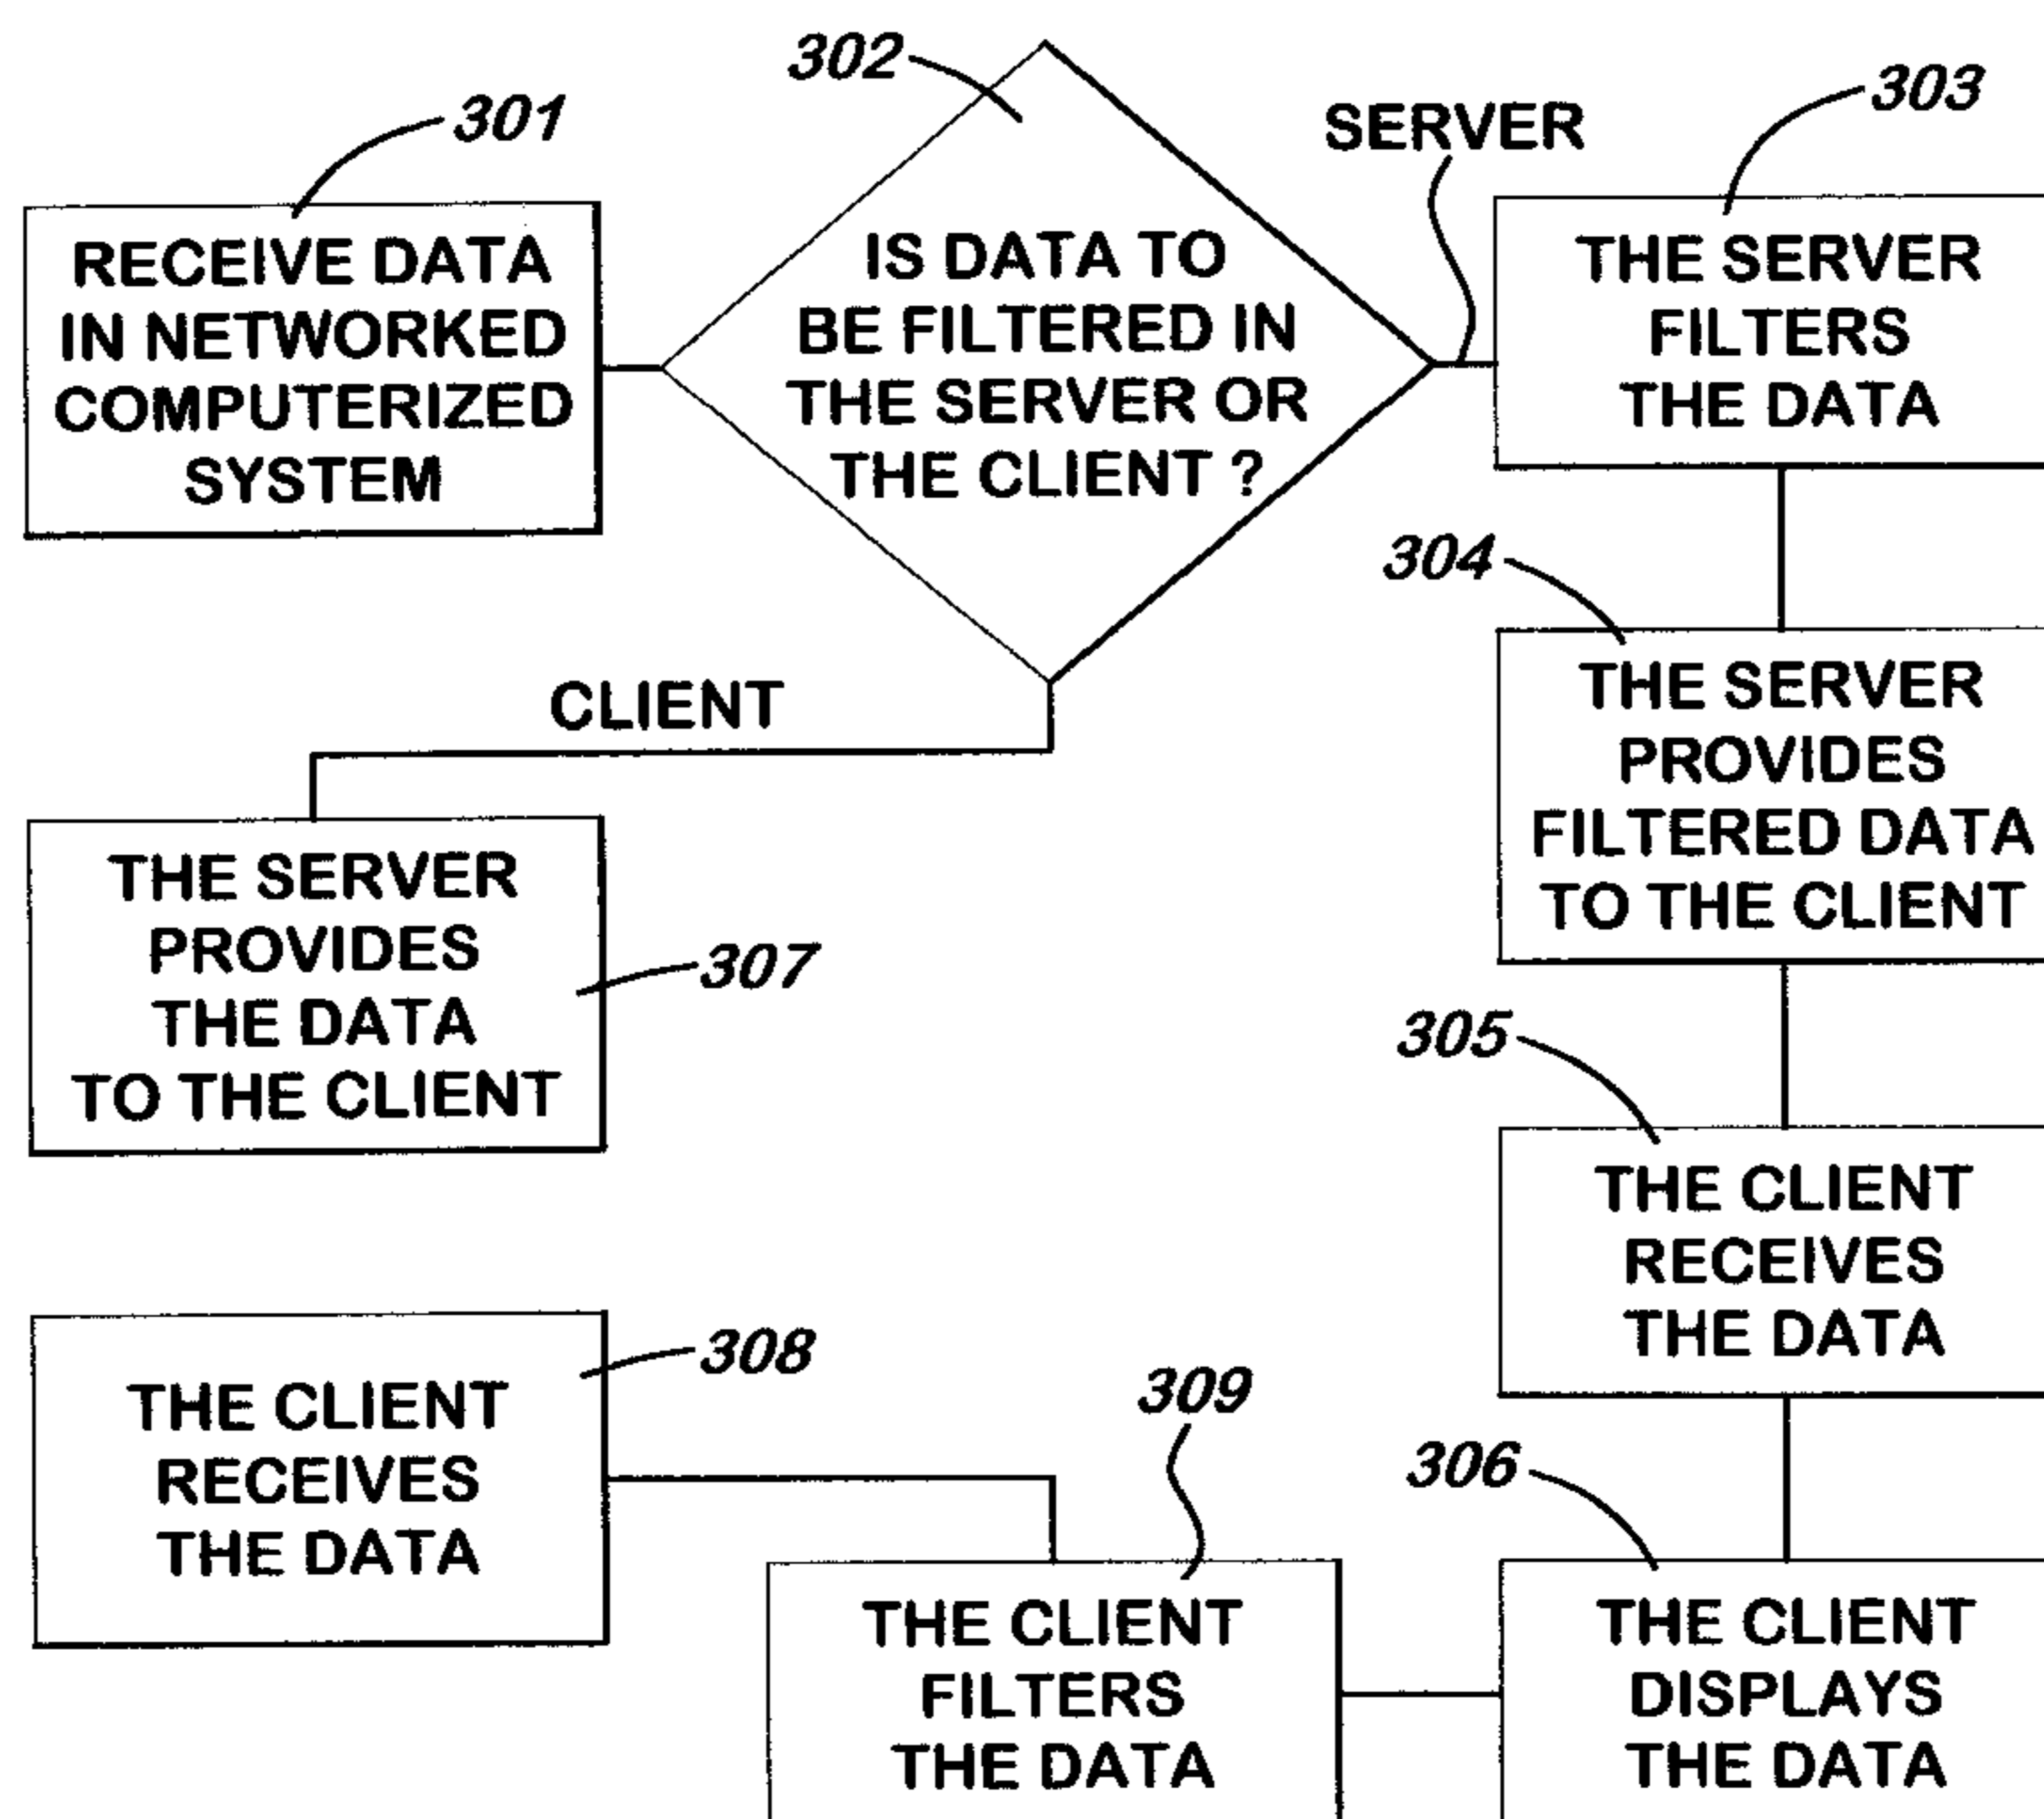 301
RECEIVE DATA
IN NETWORKED
COMPUTERIZED
SYSTEM
302
IS DATA TO
BE FILTERED IN
THE SERVER OR
THE CLIENT ?
SERVER
303
THE SERVER
FILTERS
THE DATA
304
THE SERVER
PROVIDES
FILTERED DATA
TO THE CLIENT
CLIENT
THE SERVER
PROVIDES
THE DATA
TO THE CLIENT
307
305
THE CLIENT
RECEIVES
THE DATA
308
THE CLIENT
RECEIVES
THE DATA
309
THE CLIENT
FILTERS
THE DATA
306
THE CLIENT
DISPLAYS
THE DATA